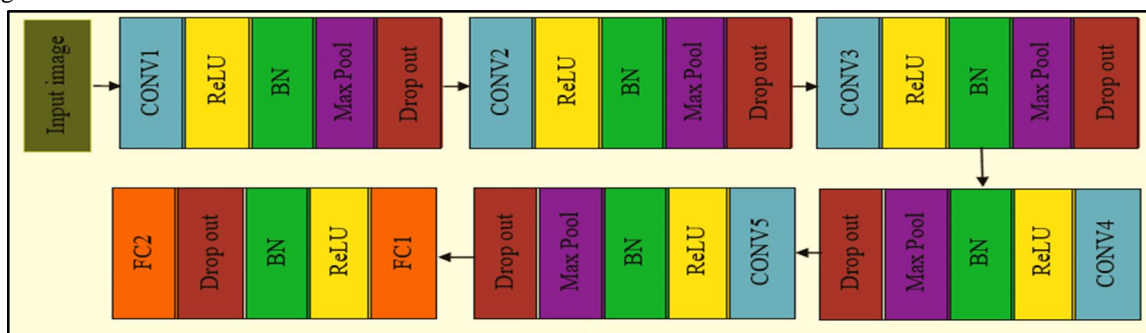 Input image
CONV1
ReLU
BN
Max Pool
Drop out
CONV2
ReLU
BN
Max Pool
Drop out
CONV3
ReLU
BN
Max Pool
Drop out
FC2
Drop out
BN
ReLU
FC1
Drop out
Max Pool
BN
ReLU
CONV5
Drop out
Max Pool
BN
ReLU
CONV4